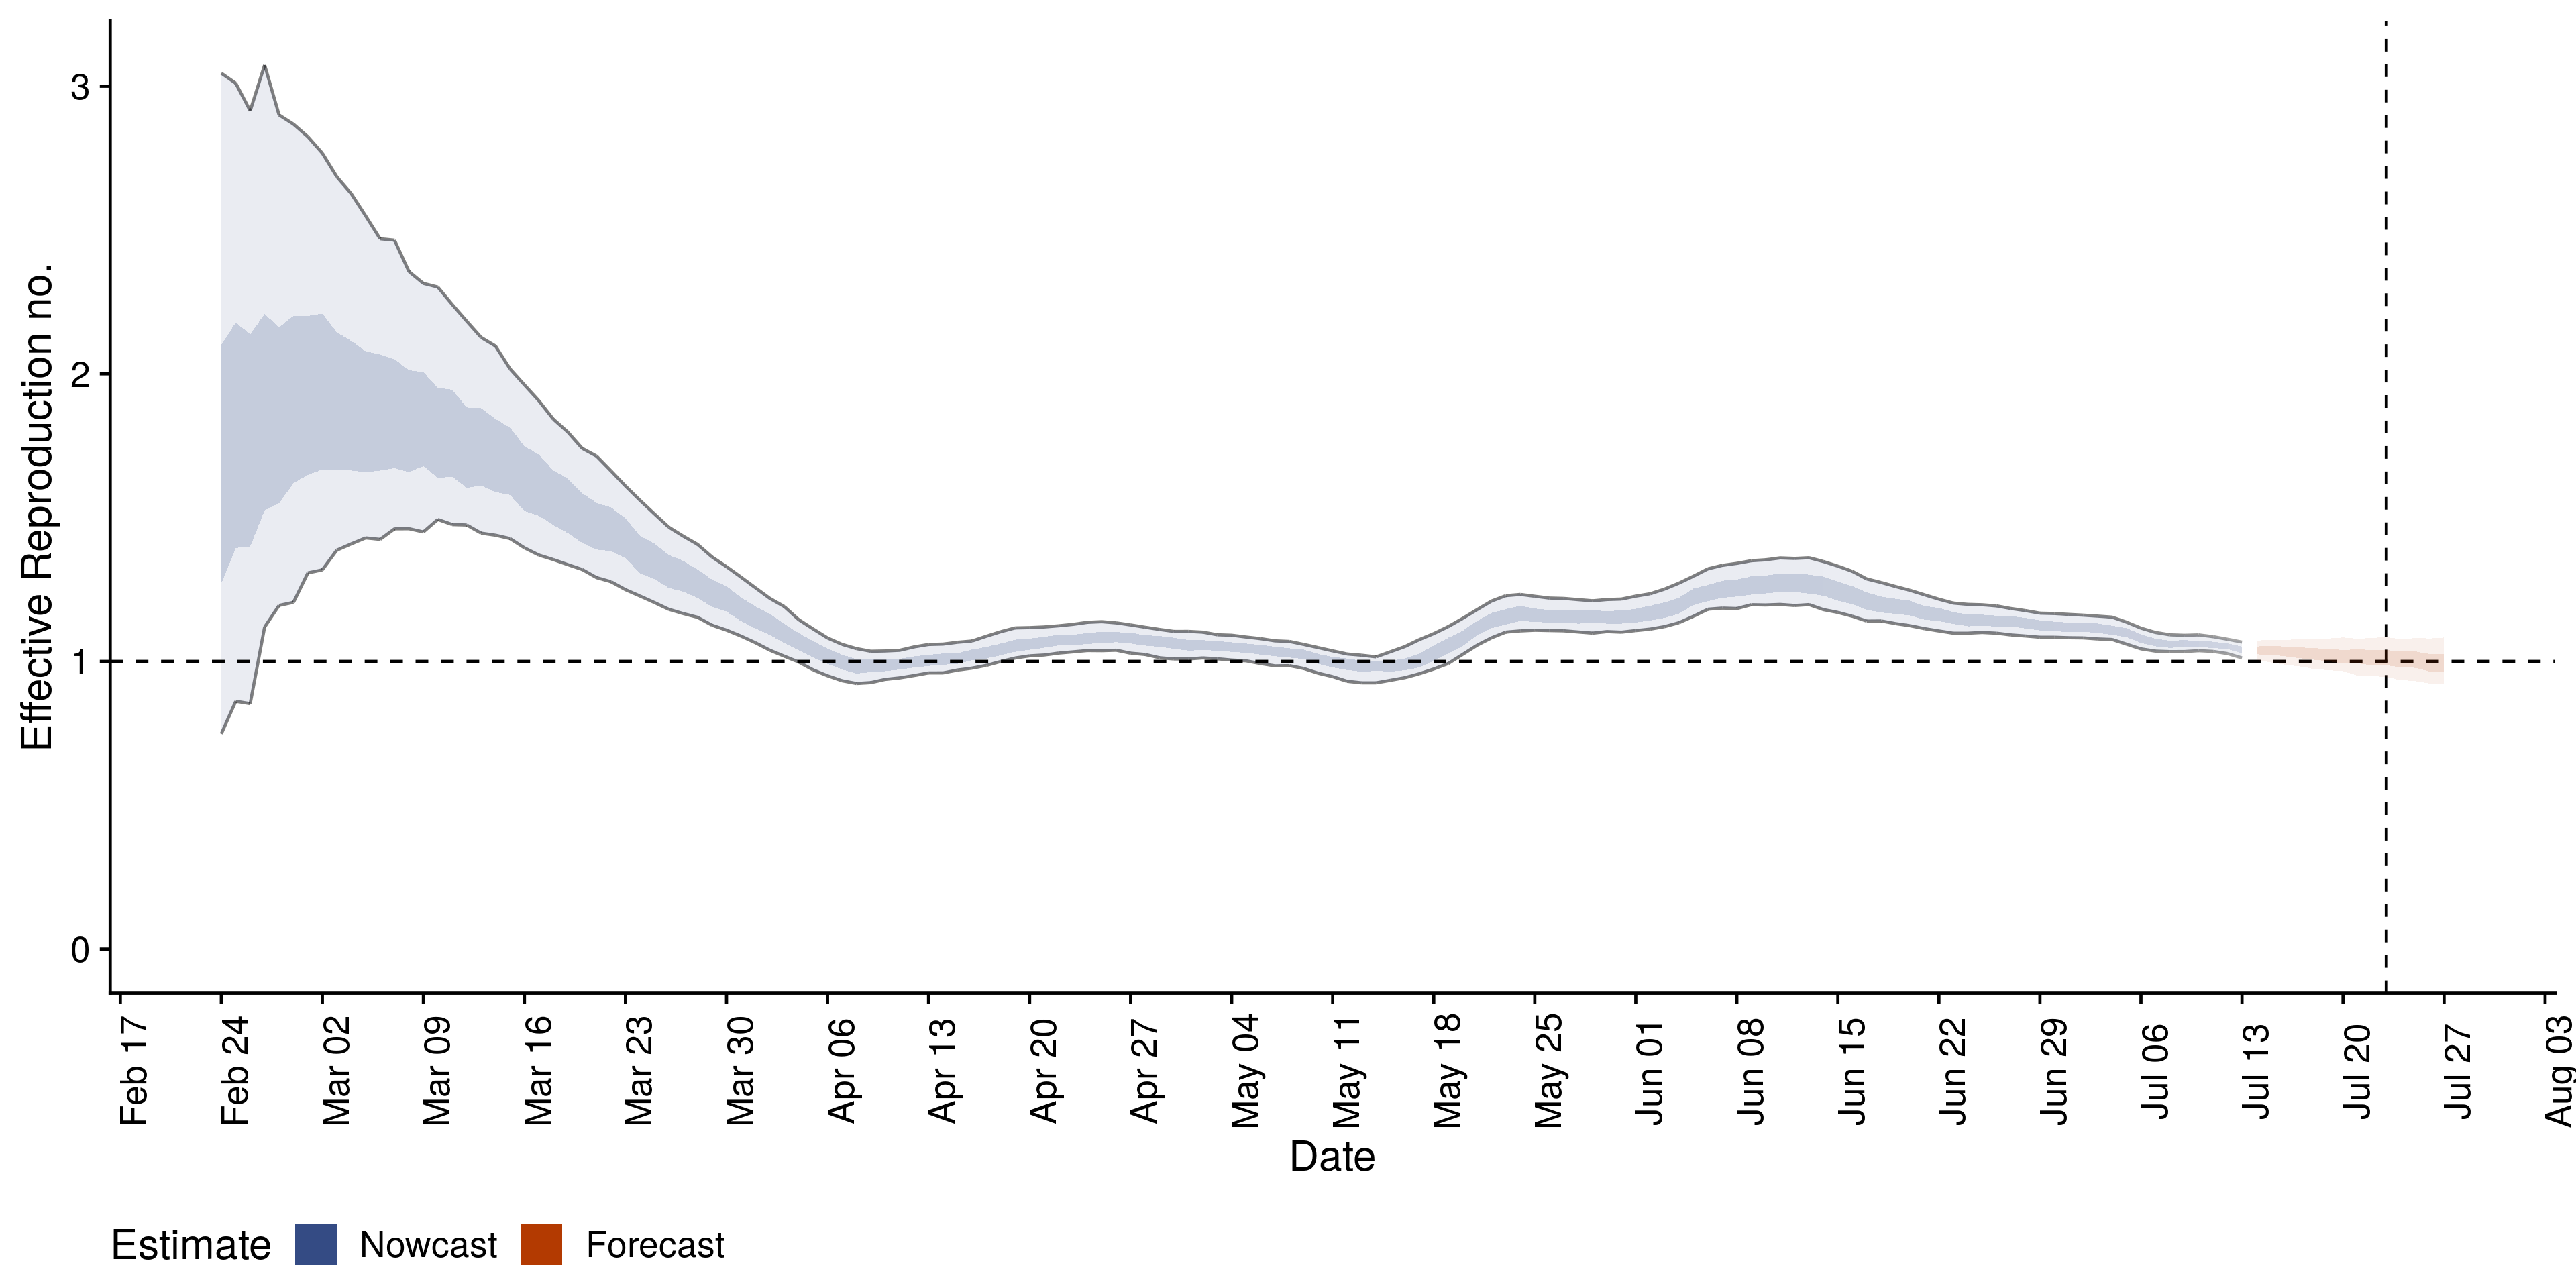 Effective Reproduction no.
3
2
1
0
Feb 17
Feb 24
Mar 02
Mar 09
Mar 16
Mar 23
Mar 30
Apr 06
Apr 13
Apr 20
Apr 27
May 04
May 11
May 18
May 25
Jun 01
Jun 08
Jun 15
Jun 22
Jun 29
Jul 06
Jul 13
Jul 20
Jul 27
Aug 03
Date
Estimate Nowcast Forecast